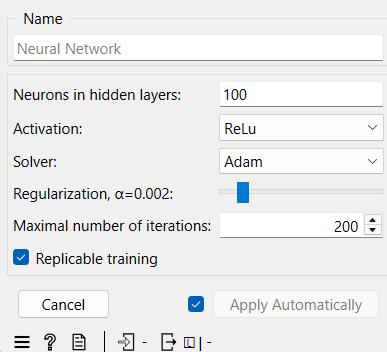 Name
Neural Network
Neurons in hidden layers: 100
Activation: ReLu
Solver: Adam
Regularization, α=0.002:
Maximal number of iterations: 200
Replicable training
Cancel Apply Automatically
? | - | -